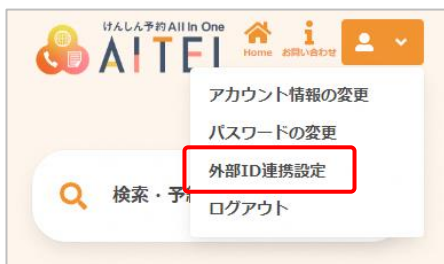 けんしん予約 All In One
AITEL
Home お問い合わせ
アカウント情報の変更
パスワードの変更
外部ID連携設定
ログアウト
検索・予